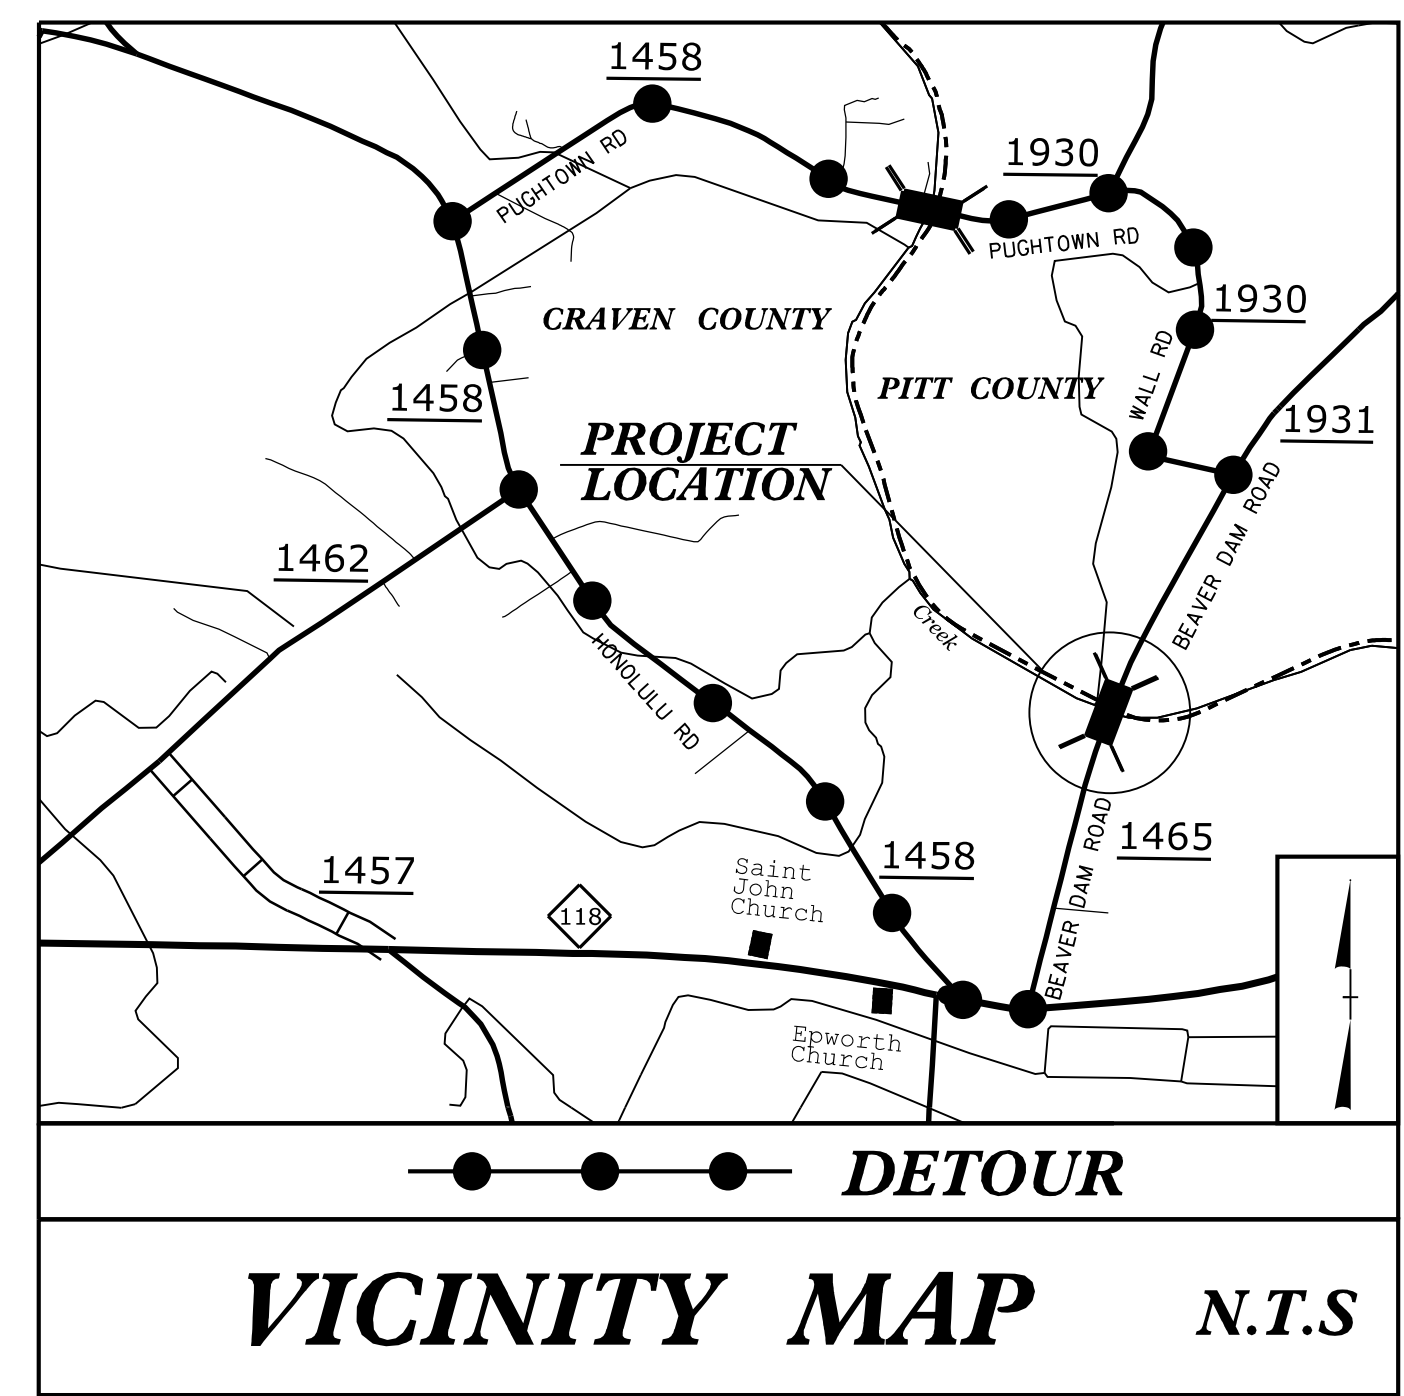 1458
PUGHTOWN RD
1930
PUGHTOWN RD
1930
CRAVEN COUNTY
PITT COUNTY
WALL RD
1458
1931
PROJECT
LOCATION
BEAVER DAM ROAD
1462
Creek
HONOLULU RD
BEAVER DAM ROAD
1465
1458
1457
118
Saint
John
Church
Epworth
Church
DETOUR
VICINITY MAP
N.T.S